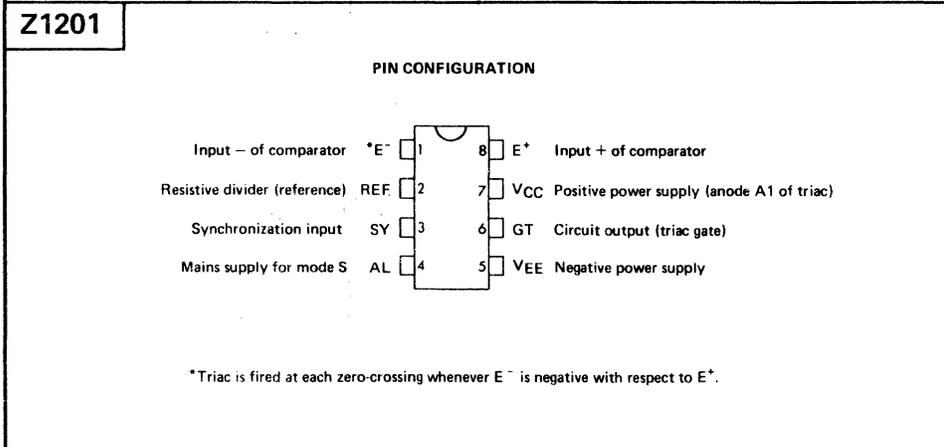 Z1201
PIN CONFIGURATION
Input – of comparator *E⁻ 1 8 E⁺ Input + of comparator
Resistive divider (reference) REF. 2 7 VCC Positive power supply (anode A1 of triac)
Synchronization input SY 3 6 GT Circuit output (triac gate)
Mains supply for mode S AL 4 5 VEE Negative power supply
*Triac is fired at each zero-crossing whenever E⁻ is negative with respect to E⁺.